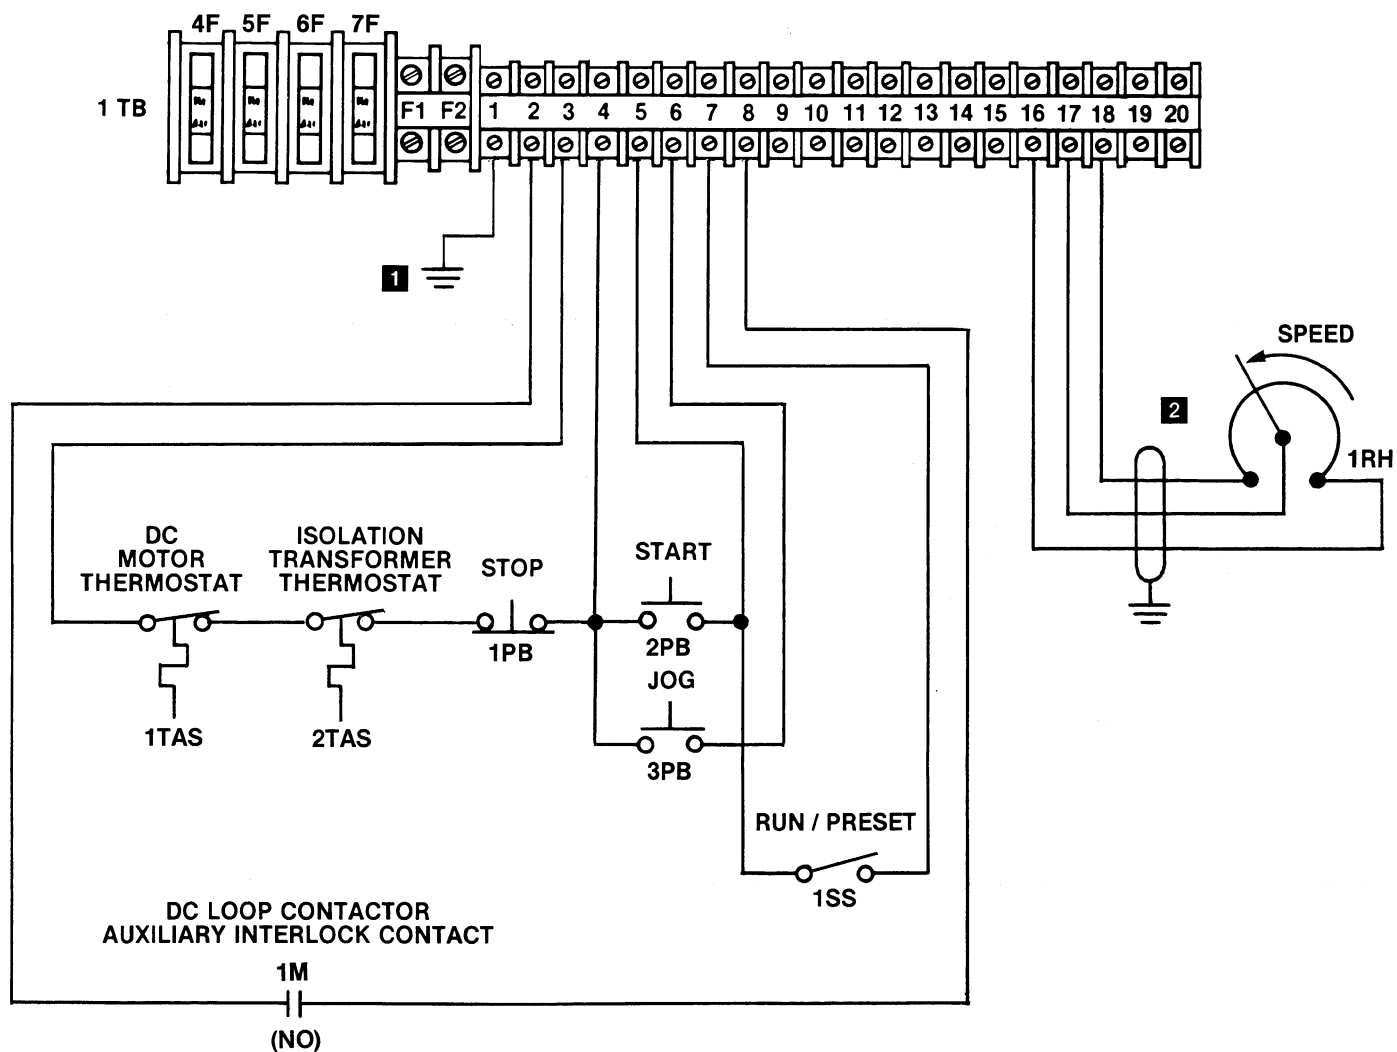 4F 5F 6F 7F
1 TB
F1 F2 1 2 3 4 5 6 7 8 9 10 11 12 13 14 15 16 17 18 19 20
1
SPEED
2
1RH
DC
MOTOR
THERMOSTAT
ISOLATION
TRANSFORMER
THERMOSTAT
STOP
START
1PB
2PB
JOG
1TAS
2TAS
3PB
RUN / PRESET
1SS
DC LOOP CONTACTOR
AUXILIARY INTERLOCK CONTACT
1M
(NO)